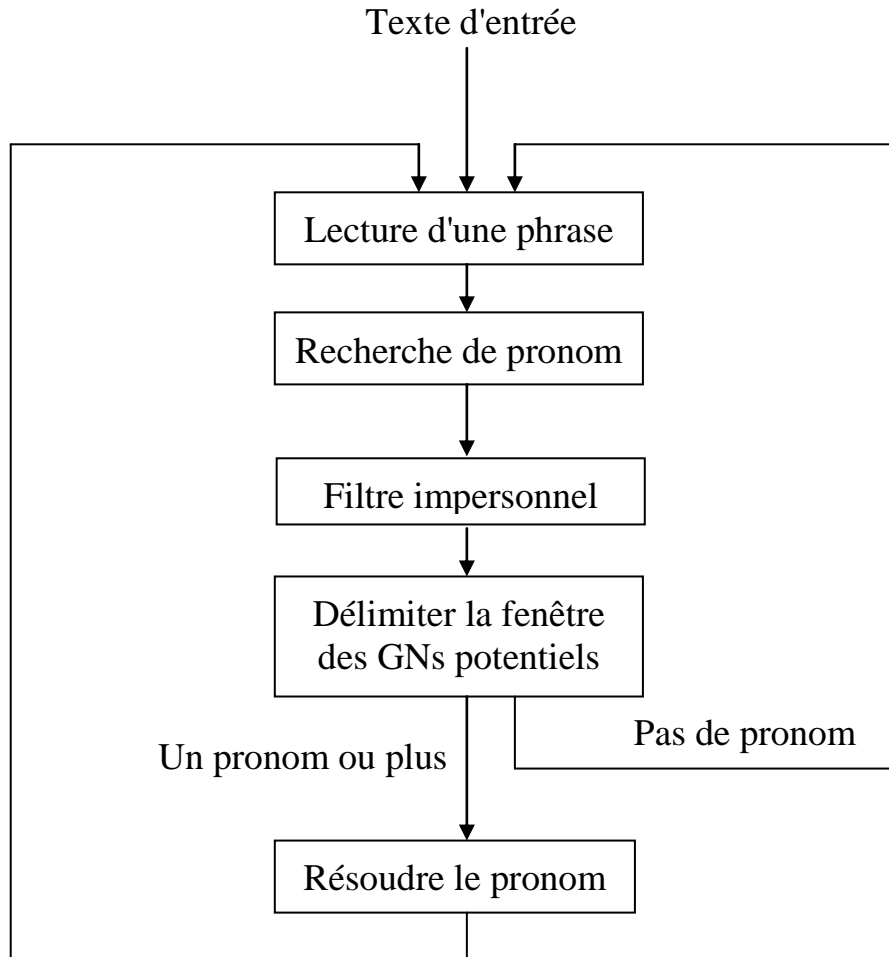 Texte d'entrée
Lecture d'une phrase
Recherche de pronom
Filtre impersonnel
Délimiter la fenêtre
des GNs potentiels
Pas de pronom
Un pronom ou plus
Résoudre le pronom